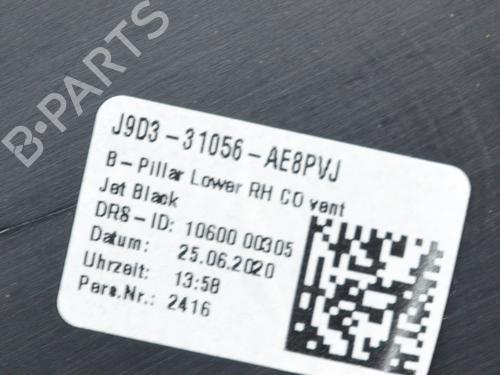 B-PARTS
J9D3-31056-AE8PVJ
B-Pillar Lower RH CO vent
Jet Black
DRS-ID: 10600 00305
Datum: 25.06.2020
Uhrzeit: 13:58
Pers.Nr.: 2416